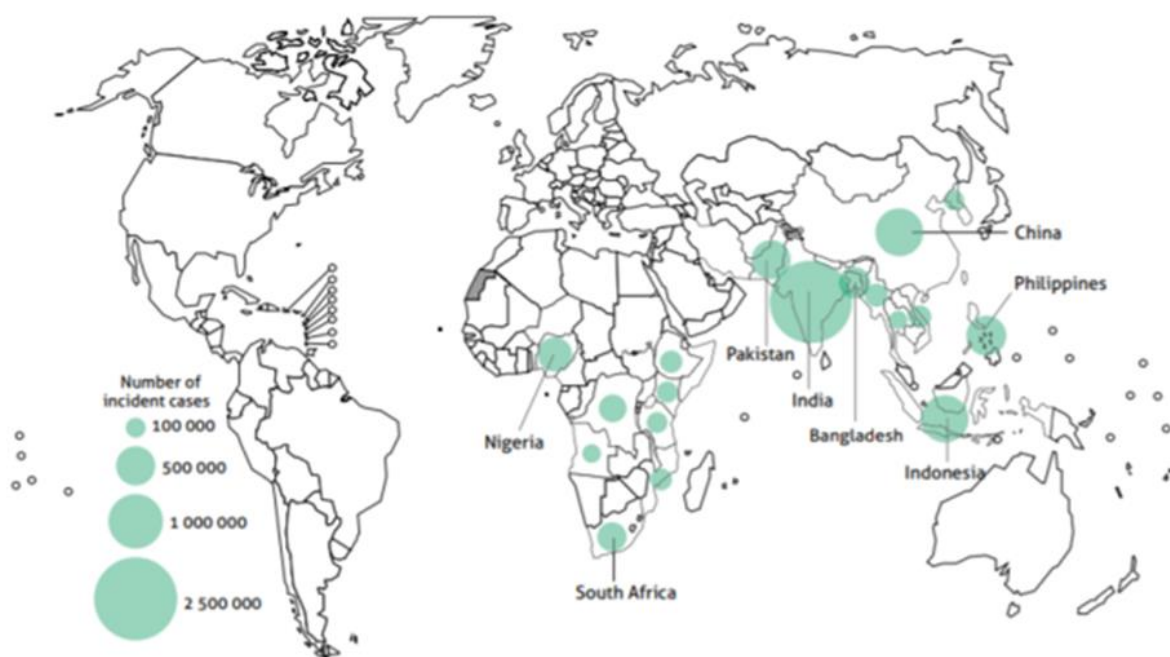 China
Philippines
Pakistan
India
Bangladesh
Nigeria
Indonesia
South Africa
Number of
incident cases
100 000
500 000
1 000 000
2 500 000